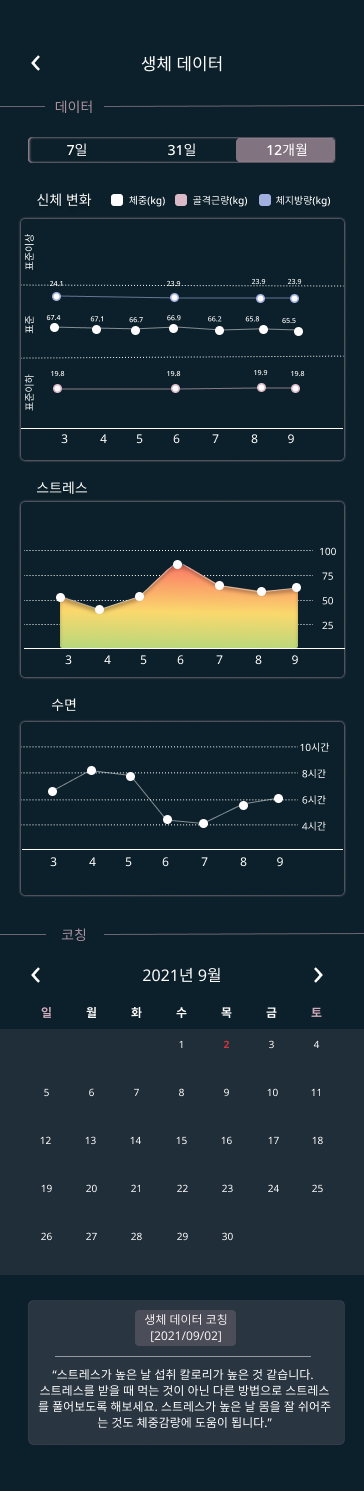 생체 데이터
데이터
7일 31일 12개월
신체 변화 체중(kg) 골격근량(kg) 체지방량(kg)
표준이상
24.1 23.9 23.9 23.9
표준
67.4 67.1 66.7 66.9 66.2 65.8 65.5
표준이하
19.8 19.8 19.9 19.8
3 4 5 6 7 8 9
스트레스
100
75
50
25
3 4 5 6 7 8 9
수면
10시간
8시간
6시간
4시간
3 4 5 6 7 8 9
코칭
2021년 9월
일 월 화 수 목 금 토
1 2 3 4
5 6 7 8 9 10 11
12 13 14 15 16 17 18
19 20 21 22 23 24 25
26 27 28 29 30
생체 데이터 코칭
[2021/09/02]
“스트레스가 높은 날 섭취 칼로리가 높은 것 같습니다.
스트레스를 받을 때 먹는 것이 아닌 다른 방법으로 스트레스
를 풀어보도록 해보세요. 스트레스가 높은 날 몸을 잘 쉬어주
는 것도 체중감량에 도움이 됩니다.”